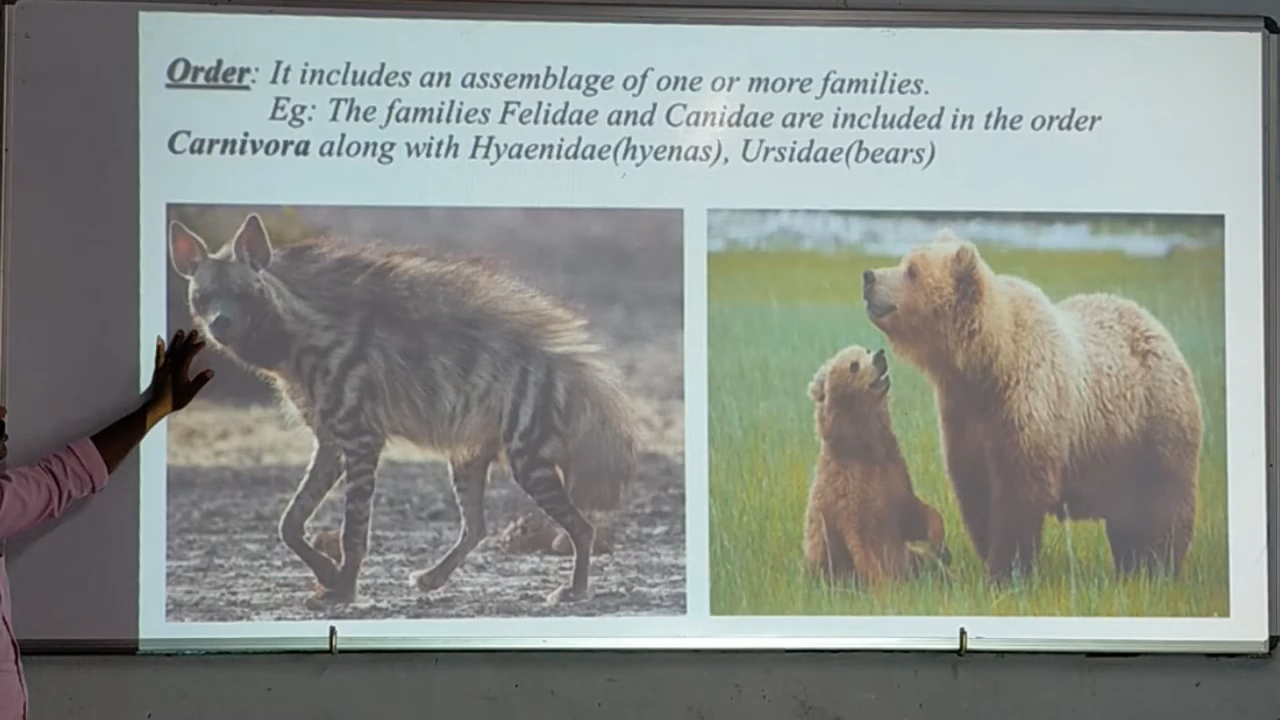 Order: It includes an assemblage of one or more families.
Eg: The families Felidae and Canidae are included in the order
Carnivora along with Hyaenidae(hyenas), Ursidae(bears)